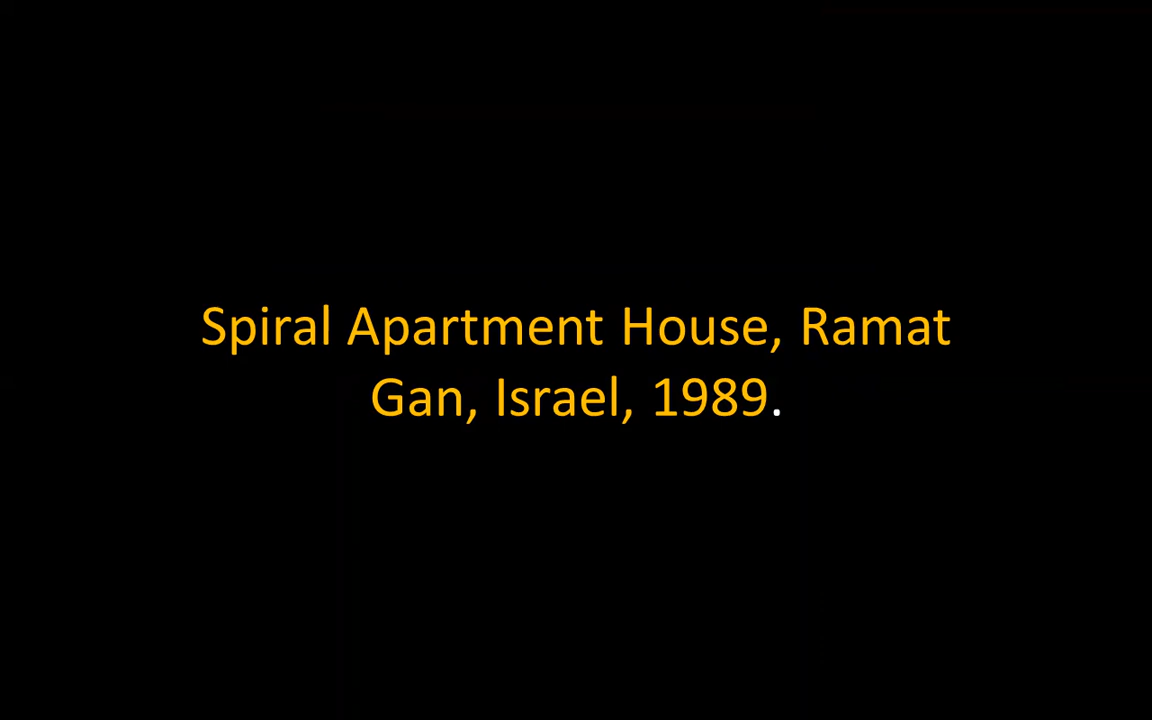 Spiral Apartment House, Ramat
Gan, Israel, 1989.